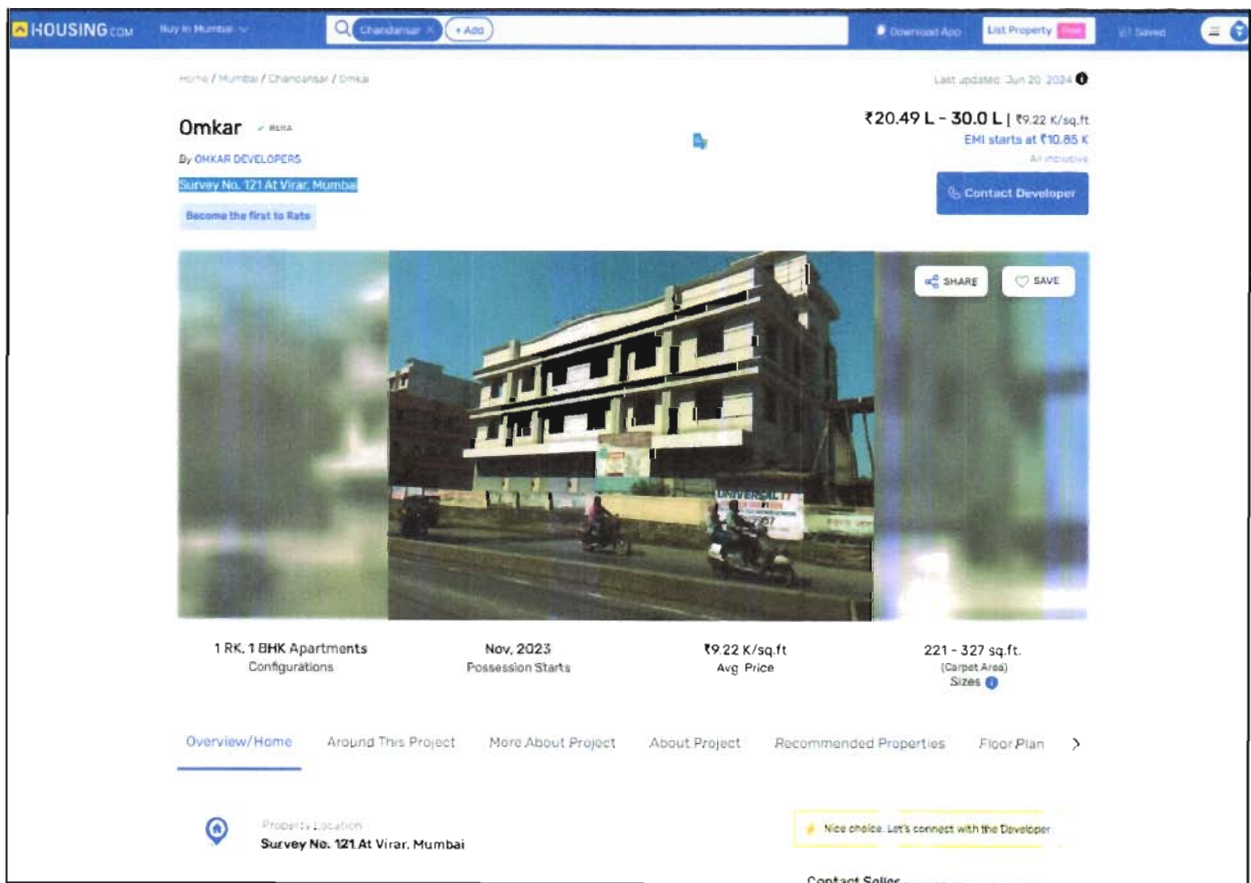 HOUSING.COM Buy in Mumbai Chandansar × + Add Download App List Property Free Saved
Home / Mumbai / Chandansar / Omkar
Last updated: Jun 20, 2024
Omkar ✓ RERA
₹20.49 L - 30.0 L | ₹9.22 K/sq.ft
EMI starts at ₹10.85 K
By OMKAR DEVELOPERS
All inclusive
Survey No. 121 At Virar, Mumbai
Contact Developer
Become the first to Rate
SHARE SAVE
UNIVERSAL
1 RK, 1 BHK Apartments
Configurations
Nov, 2023
Possession Starts
₹9.22 K/sq.ft
Avg. Price
221 - 327 sq.ft.
(Carpet Area)
Sizes
Overview/Home Around This Project More About Project About Project Recommended Properties Floor Plan
Property Location
Survey No. 121 At Virar, Mumbai
Nice choice. Let's connect with the Developer
Contact Seller